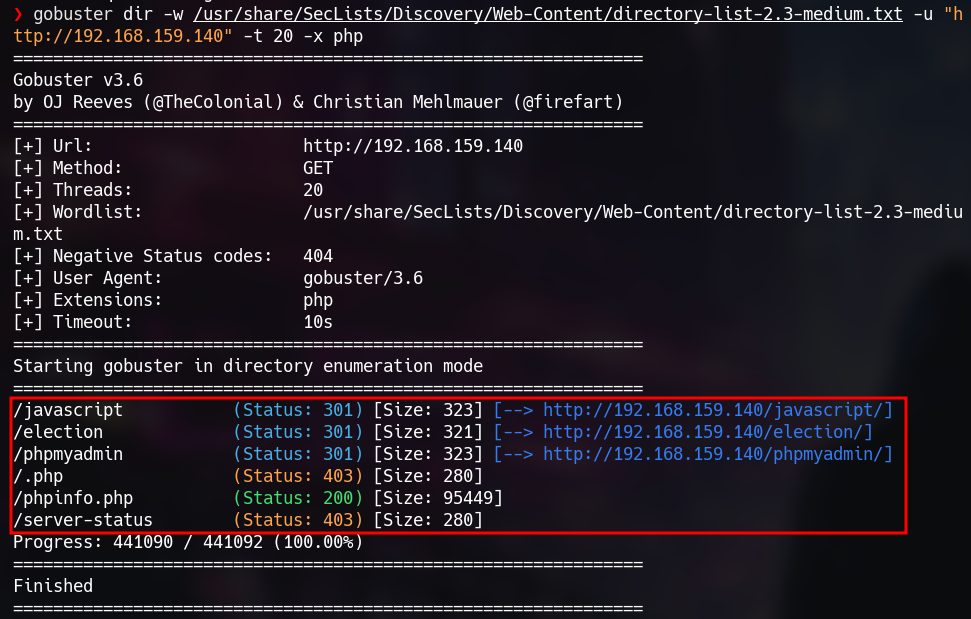 ❯ gobuster dir -w /usr/share/SecLists/Discovery/Web-Content/directory-list-2.3-medium.txt -u "h
ttp://192.168.159.140" -t 20 -x php
===============================================================
Gobuster v3.6
by OJ Reeves (@TheColonial) & Christian Mehlmauer (@firefart)
===============================================================
[+] Url:                     http://192.168.159.140
[+] Method:                  GET
[+] Threads:                 20
[+] Wordlist:                /usr/share/SecLists/Discovery/Web-Content/directory-list-2.3-mediu
m.txt
[+] Negative Status codes:   404
[+] User Agent:              gobuster/3.6
[+] Extensions:              php
[+] Timeout:                 10s
===============================================================
Starting gobuster in directory enumeration mode
===============================================================
/javascript           (Status: 301) [Size: 323] [--> http://192.168.159.140/javascript/]
/election             (Status: 301) [Size: 321] [--> http://192.168.159.140/election/]
/phpmyadmin           (Status: 301) [Size: 323] [--> http://192.168.159.140/phpmyadmin/]
/.php                 (Status: 403) [Size: 280]
/phpinfo.php          (Status: 200) [Size: 95449]
/server-status        (Status: 403) [Size: 280]
Progress: 441090 / 441092 (100.00%)
===============================================================
Finished
===============================================================